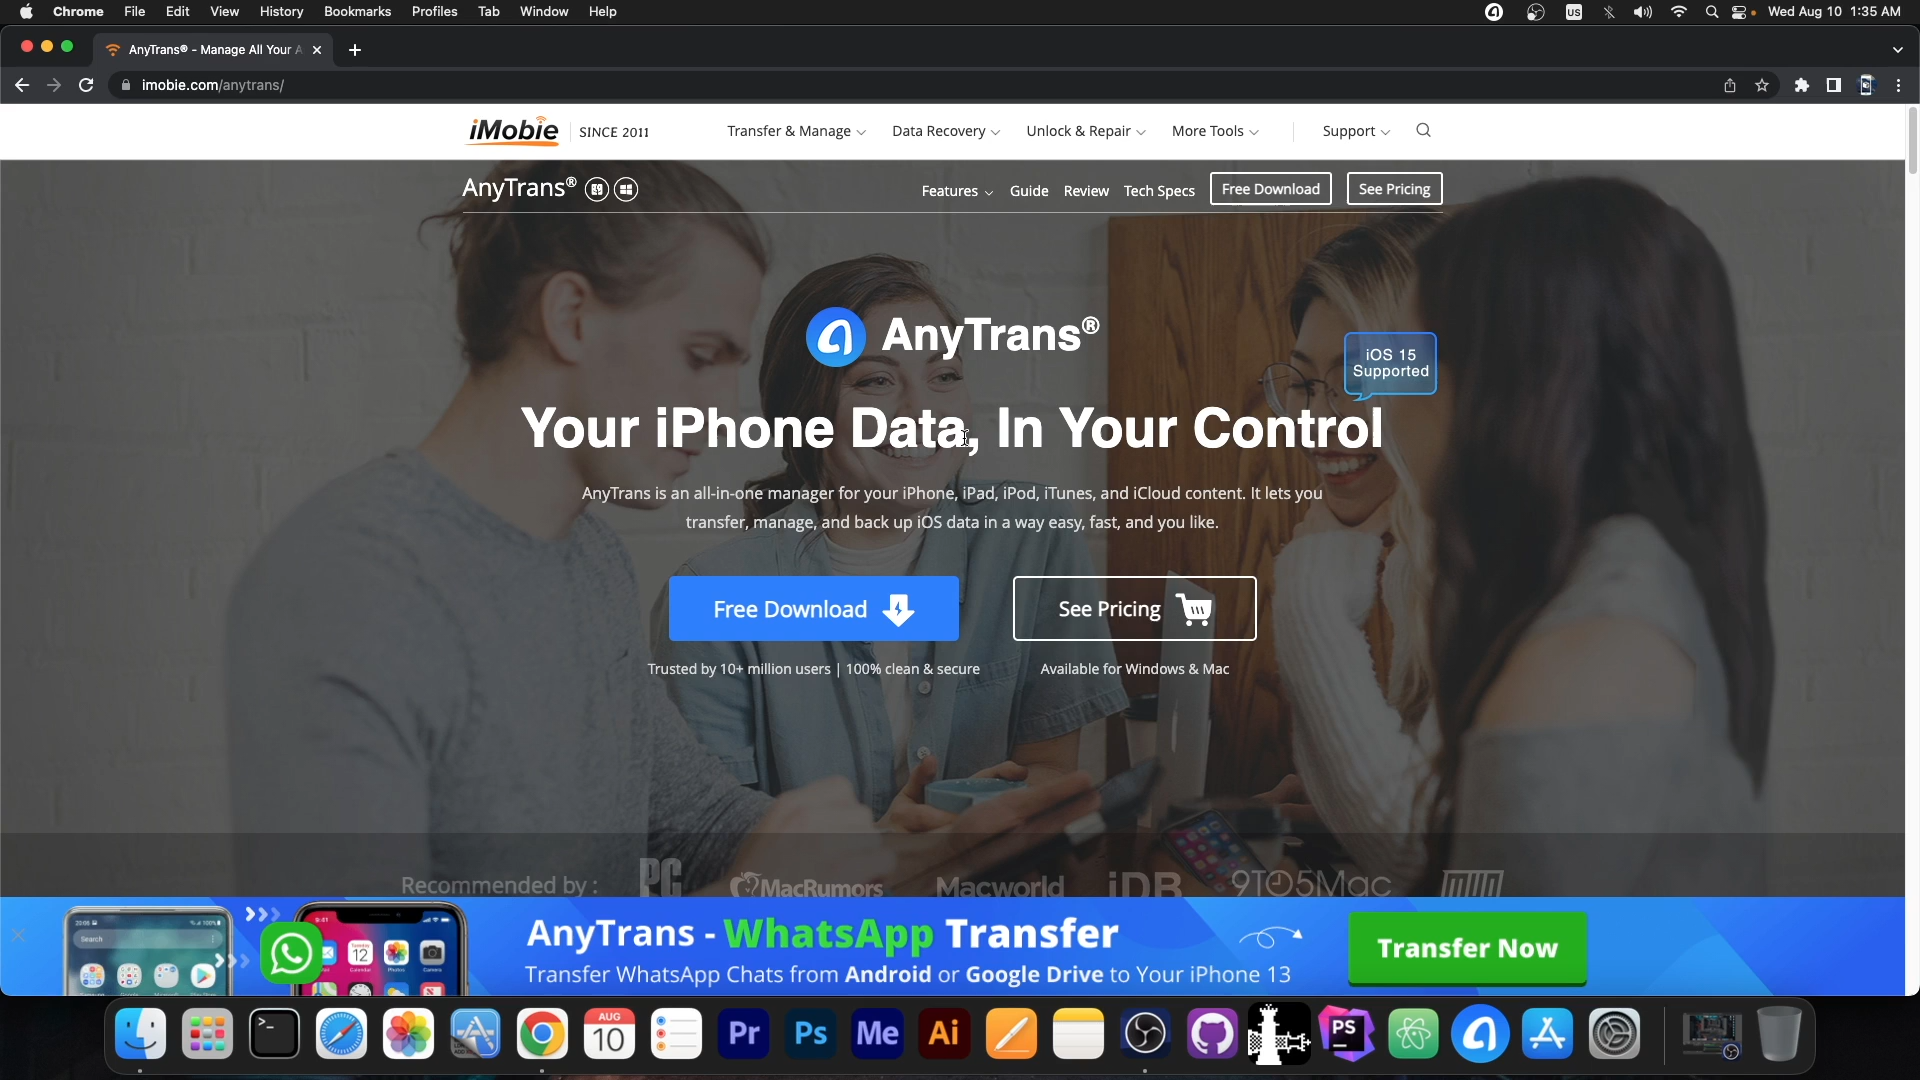 Chrome File Edit View History Bookmarks Profiles Tab Window Help
US Wed Aug 10 1:35 AM
AnyTrans® - Manage All Your A
imobie.com/anytrans/
iMobie SINCE 2011 Transfer & Manage Data Recovery Unlock & Repair More Tools Support
AnyTrans® Features Guide Review Tech Specs Free Download See Pricing
AnyTrans®
iOS 15
Supported
Your iPhone Data, In Your Control
AnyTrans is an all-in-one manager for your iPhone, iPad, iPod, iTunes, and iCloud content. It lets you
transfer, manage, and back up iOS data in a way easy, fast, and you like.
Free Download See Pricing
Trusted by 10+ million users | 100% clean & secure Available for Windows & Mac
Recommended by : PC MacRumors Macworld iDB 9TO5Mac
AnyTrans - WhatsApp Transfer
Transfer WhatsApp Chats from Android or Google Drive to Your iPhone 13
Transfer Now
Search
9:41
12
AUG
10
Pr Ps Me Ai PS